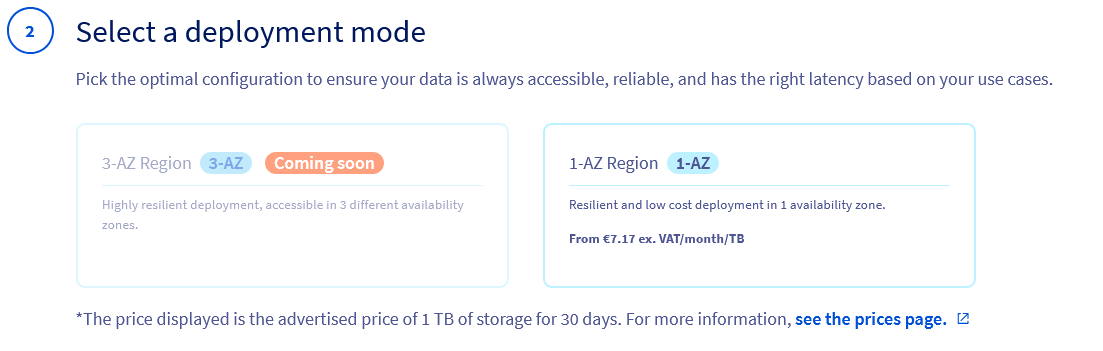 2
Select a deployment mode
Pick the optimal configuration to ensure your data is always accessible, reliable, and has the right latency based on your use cases.
3-AZ Region 3-AZ Coming soon
Highly resilient deployment, accessible in 3 different availability
zones.
1-AZ Region 1-AZ
Resilient and low cost deployment in 1 availability zone.
From €7.17 ex. VAT/month/TB
*The price displayed is the advertised price of 1 TB of storage for 30 days. For more information, see the prices page.